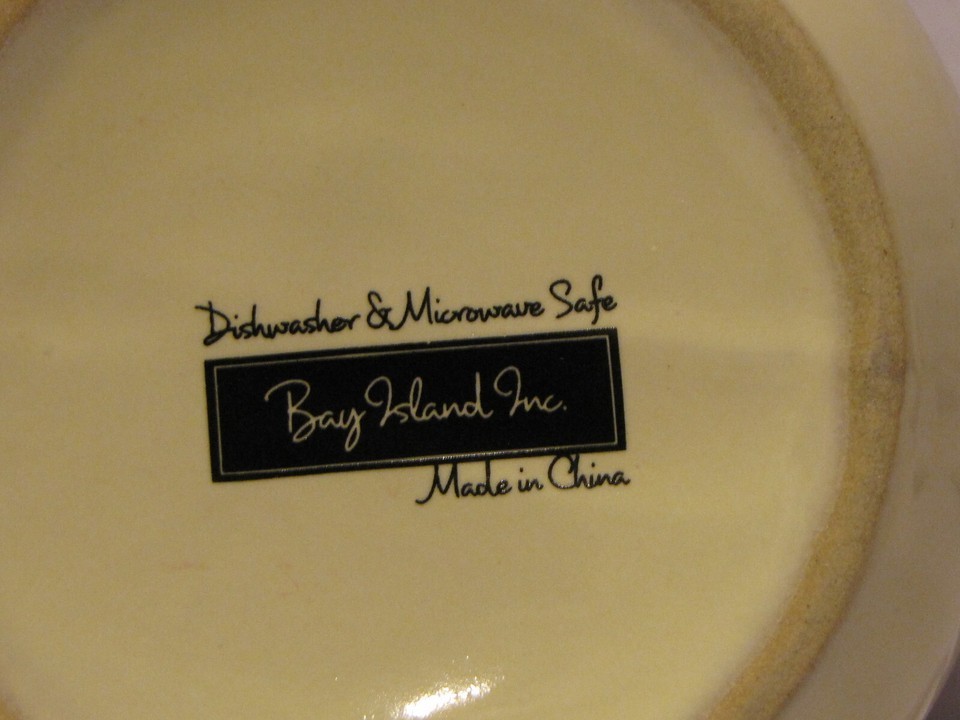 Dishwasher & Microwave Safe
Bay Island Inc.
Made in China